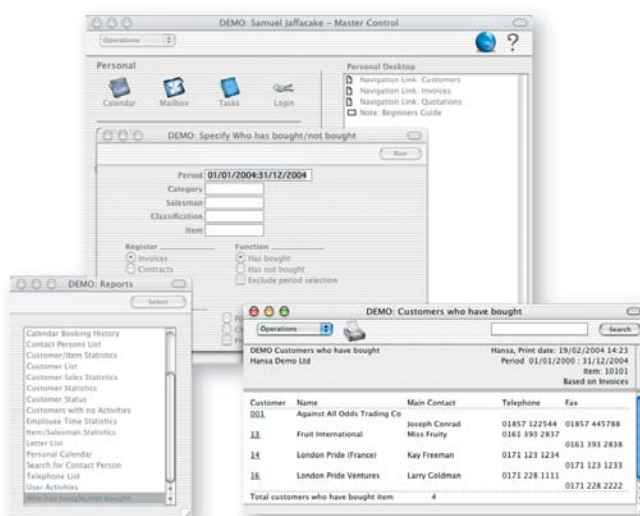 DEMO: Samuel Jaffacake – Master Control
Operations
?
Personal
Calendar Mailbox Tasks Login
Personal Desktop
Navigation Link: Customers
Navigation Link: Invoices
Navigation Link: Quotations
Note: Beginners Guide
DEMO: Specify Who has bought/not bought
Run
Period 01/01/2004:31/12/2004
Category
Salesman
Classification
Item
Register
Invoices
Contracts
Function
Has bought
Has not bought
Exclude period selection
DEMO: Reports
Select
Calendar Booking History
Contact Persons List
Customer/Item Statistics
Customer List
Customer Sales Statistics
Customer Statistics
Customer Status
Customers with no Activities
Employee Time Statistics
Item/Salesman Statistics
Letter List
Personal Calendar
Search for Contact Person
Telephone List
User Activities
Who has bought/not bought
DEMO: Customers who have bought
Operations Search
DEMO Customers who have bought Hansa, Print date: 19/02/2004 14:23
Hansa Demo Ltd Period 01/01/2000 : 31/12/2004
Item: 10101
Based on Invoices
Customer Name Main Contact Telephone Fax
001 Against All Odds Trading Co
Joseph Conrad 01857 122544 01857 445788
13 Fruit International Miss Fruity 0161 393 2837
0161 393 2838
14 London Pride (France) Kay Freeman 0171 123 1234
0171 123 1233
16 London Pride Ventures Larry Goldman 0171 228 1111
0171 228 2222
Total customers who have bought item 4